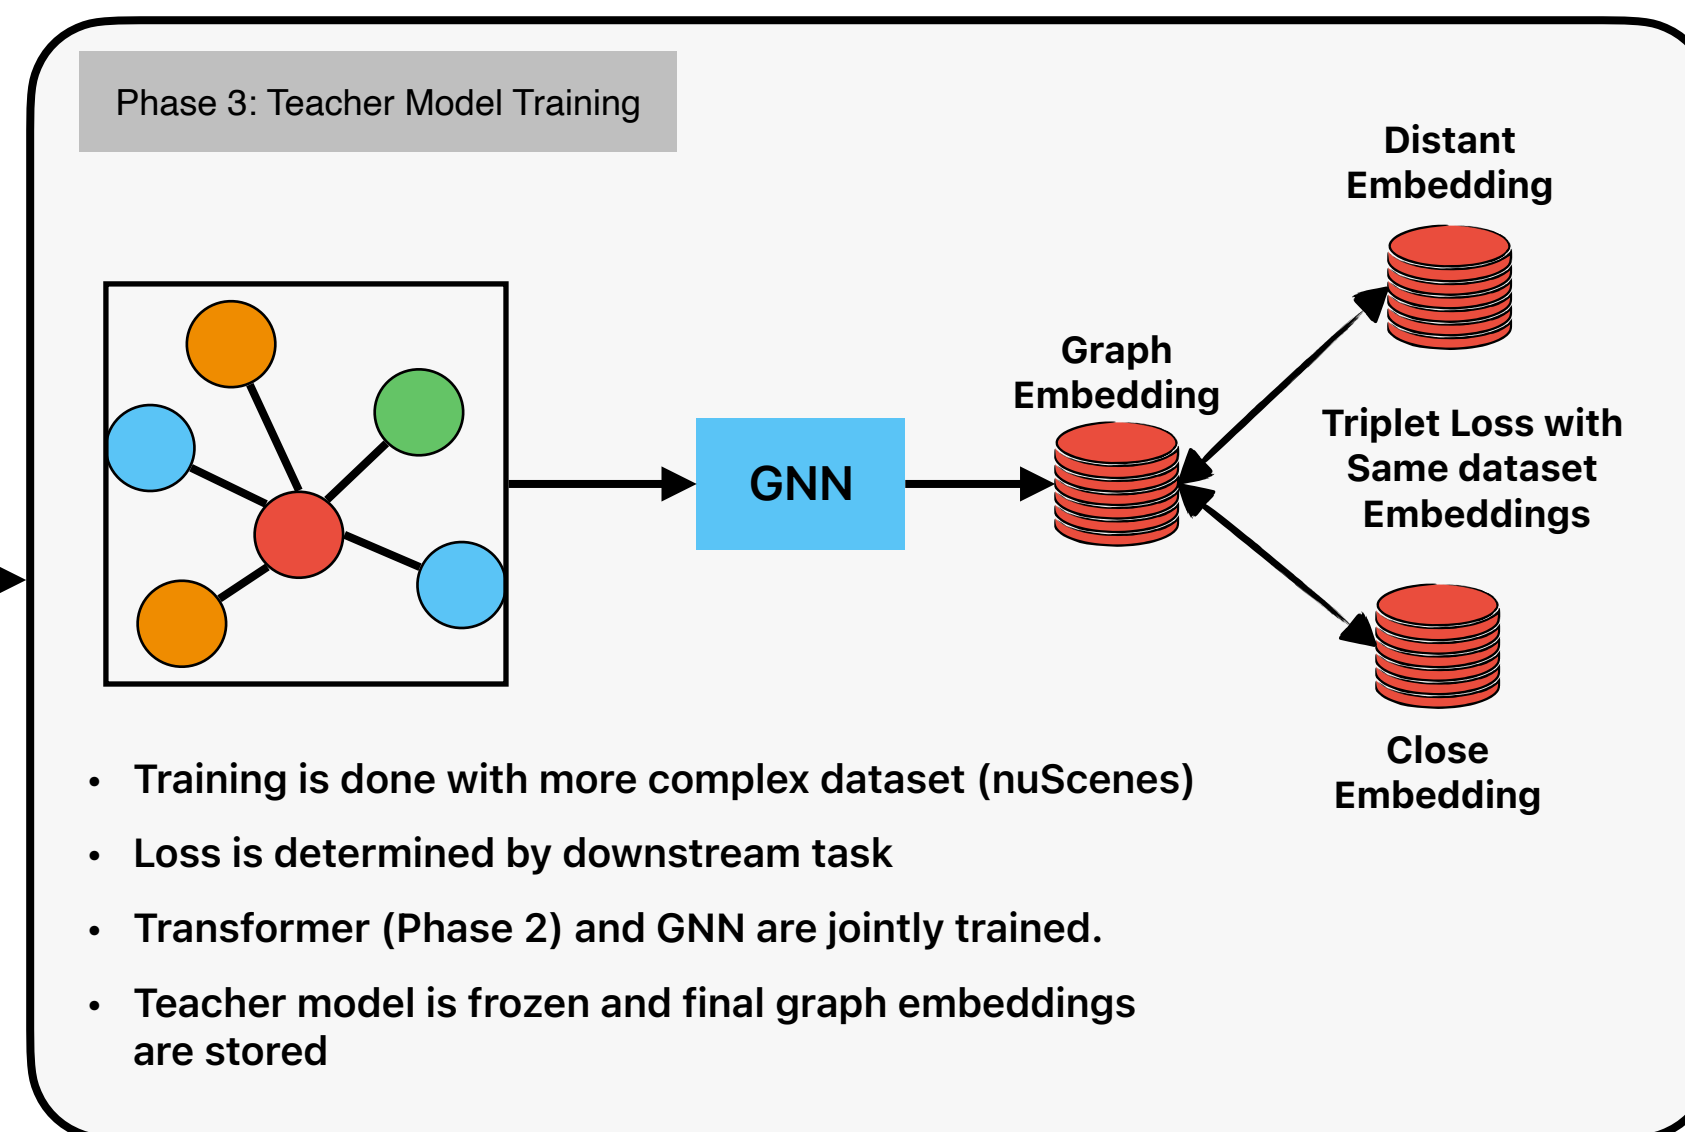 Phase 3: Teacher Model Training
Distant
Embedding
Graph
Embedding
GNN
Triplet Loss with
Same dataset
Embeddings
Close
Embedding
• Training is done with more complex dataset (nuScenes)
• Loss is determined by downstream task
• Transformer (Phase 2) and GNN are jointly trained.
• Teacher model is frozen and final graph embeddings
are stored